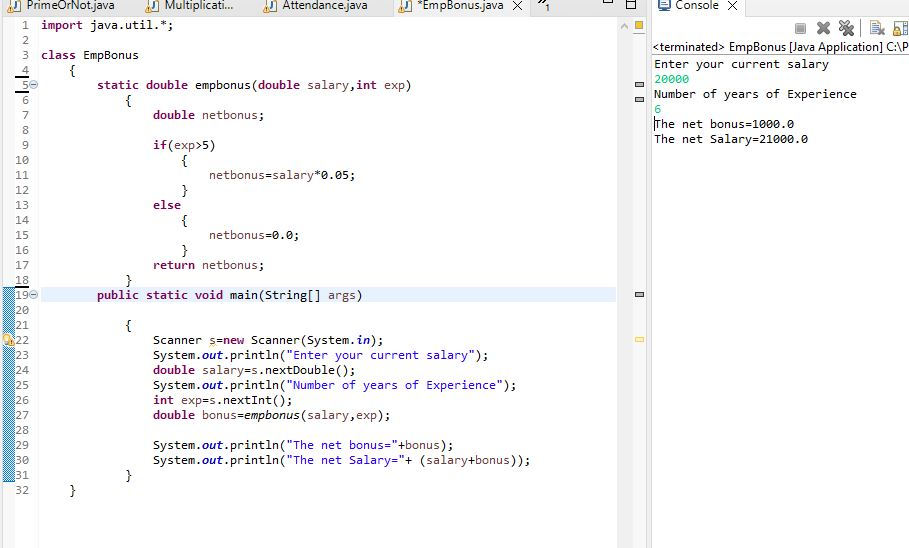 PrimeOrNot.java Multiplicati... Attendance.java *EmpBonus.java 1
1 import java.util.*;
2
3 class EmpBonus
4 {
5 static double empbonus(double salary,int exp)
6 {
7 double netbonus;
8
9 if(exp>5)
10 {
11 netbonus=salary*0.05;
12 }
13 else
14 {
15 netbonus=0.0;
16 }
17 return netbonus;
18 }
19 public static void main(String[] args)
20
21 {
22 Scanner s=new Scanner(System.in);
23 System.out.println("Enter your current salary");
24 double salary=s.nextDouble();
25 System.out.println("Number of years of Experience");
26 int exp=s.nextInt();
27 double bonus=empbonus(salary,exp);
28
29 System.out.println("The net bonus="+bonus);
30 System.out.println("The net Salary="+ (salary+bonus));
31 }
32 }
Console
<terminated> EmpBonus [Java Application] C:\P
Enter your current salary
20000
Number of years of Experience
6
The net bonus=1000.0
The net Salary=21000.0